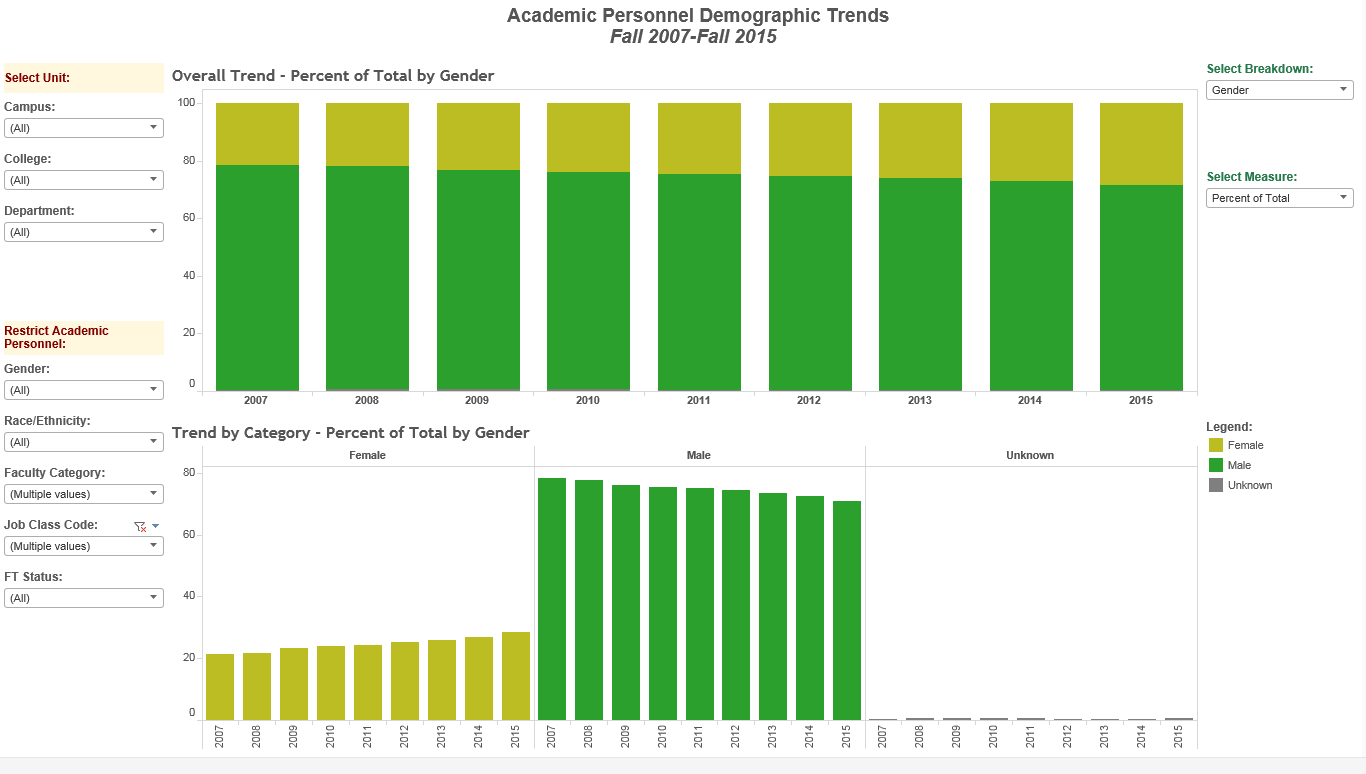 Academic Personnel Demographic Trends
Fall 2007-Fall 2015
Select Unit:
Campus:
(All)
College:
(All)
Department:
(All)
Restrict Academic
Personnel:
Gender:
(All)
Race/Ethnicity:
(All)
Faculty Category:
(Multiple values)
Job Class Code:
(Multiple values)
FT Status:
(All)
Overall Trend - Percent of Total by Gender
100
80
60
40
20
0
2007 2008 2009 2010 2011 2012 2013 2014 2015
Trend by Category - Percent of Total by Gender
Female Male Unknown
80
60
40
20
0
2007 2008 2009 2010 2011 2012 2013 2014 2015 2007 2008 2009 2010 2011 2012 2013 2014 2015 2007 2008 2009 2010 2011 2012 2013 2014 2015
Select Breakdown:
Gender
Select Measure:
Percent of Total
Legend:
Female
Male
Unknown